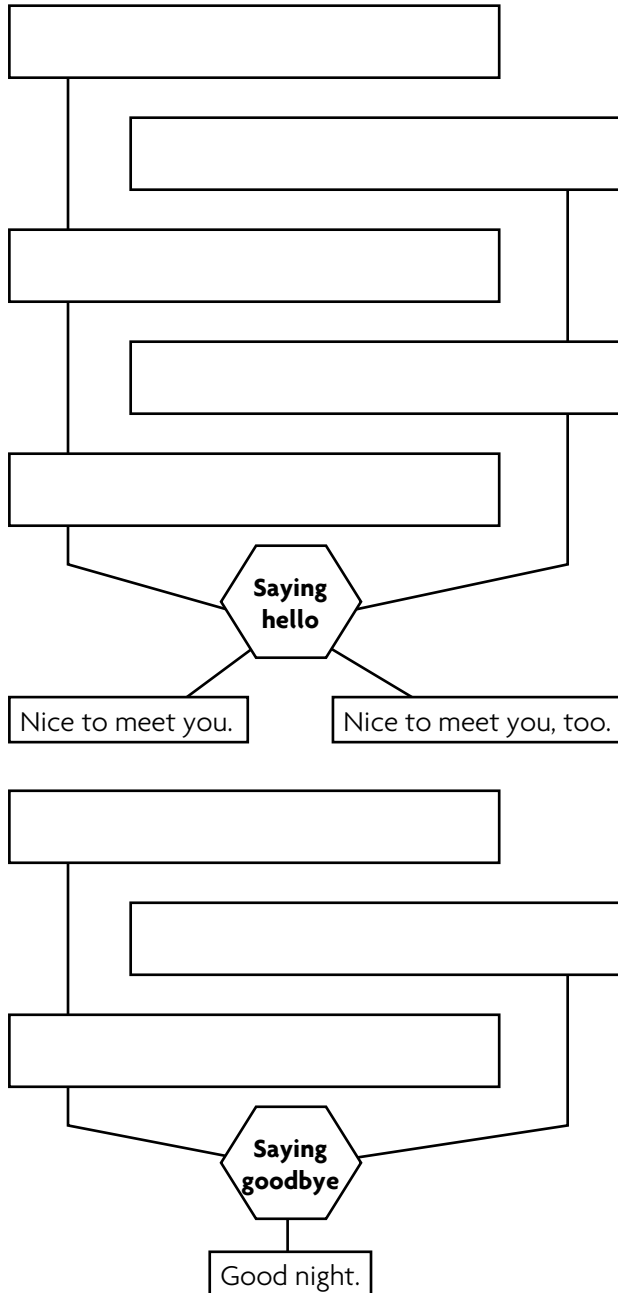 Saying
hello
Nice to meet you.
Nice to meet you, too.
Saying
goodbye
Good night.